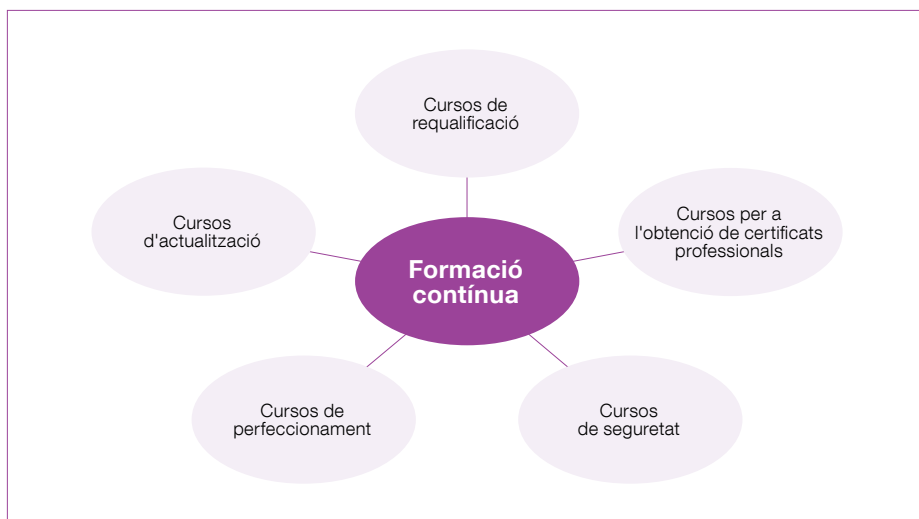 Cursos de
requalificació
Cursos
d'actualització
Cursos per a
l'obtenció de certificats
professionals
Formació
contínua
Cursos de
perfeccionament
Cursos
de seguretat